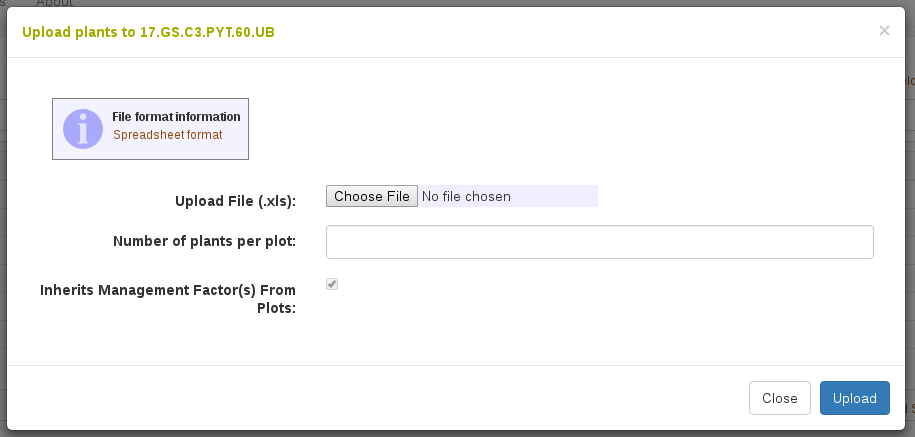 About
Upload plants to 17.GS.C3.PYT.60.UB
×
File format information
Spreadsheet format
Upload File (.xls):
Choose File No file chosen
Number of plants per plot:
Inherits Management Factor(s) From
Plots:
Close
Upload